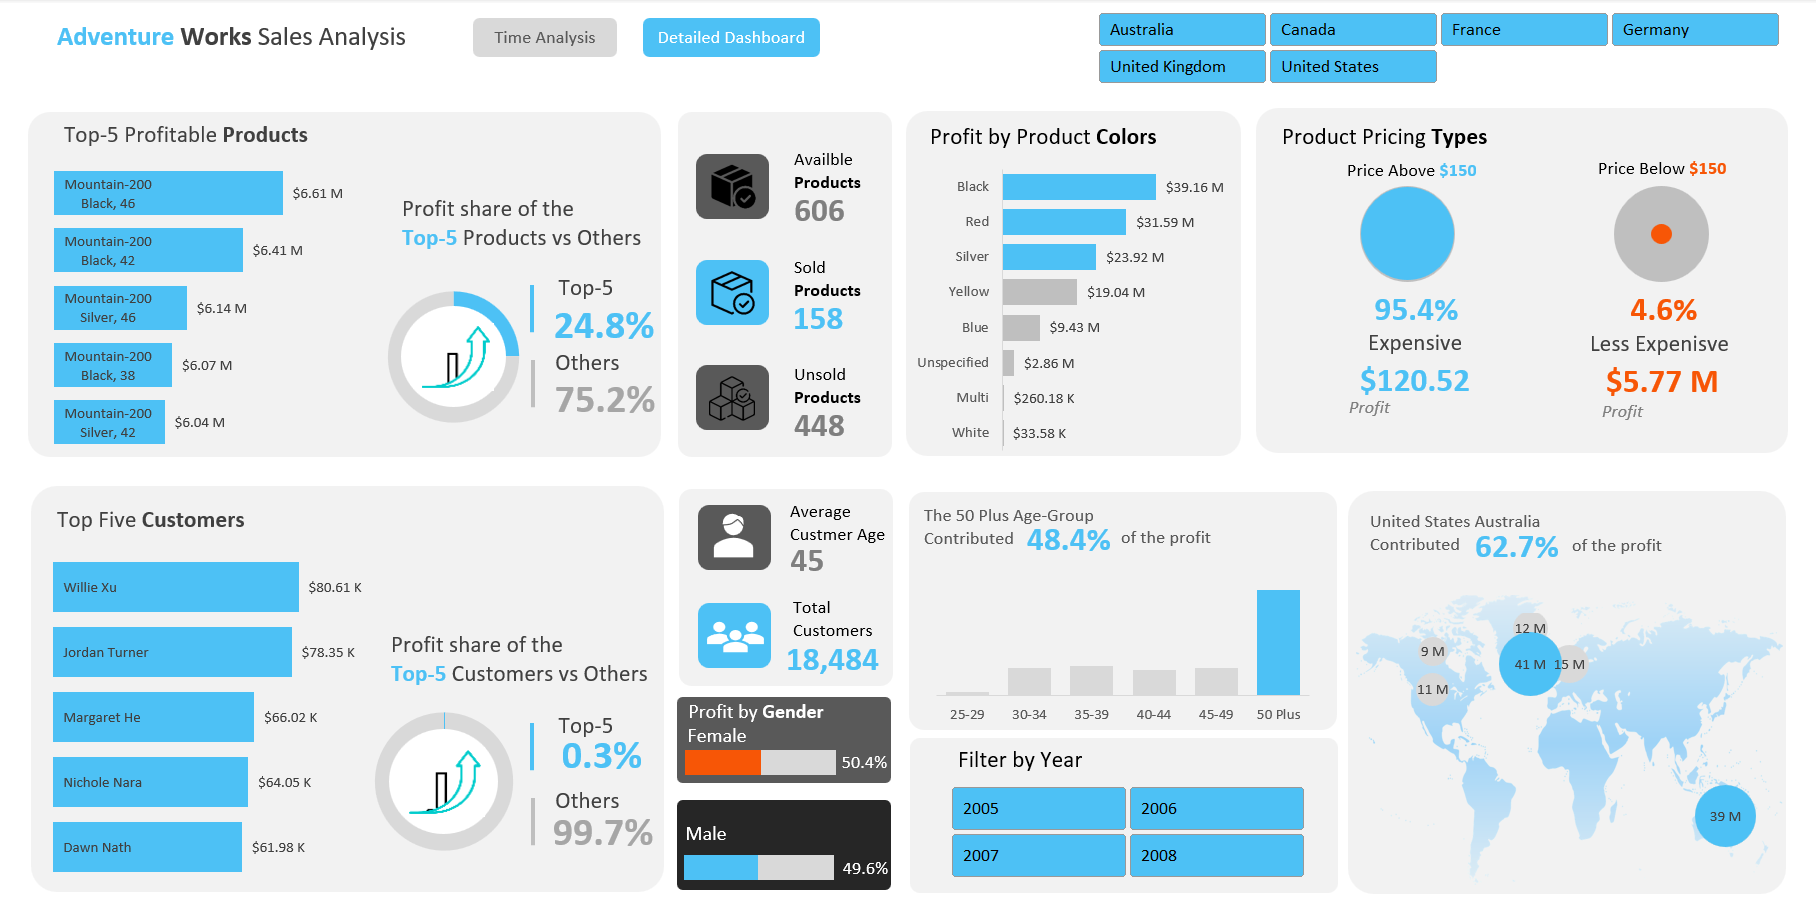 Adventure Works Sales Analysis
Time Analysis
Detailed Dashboard
Australia
Canada
France
Germany
United Kingdom
United States
Top-5 Profitable Products
Mountain-200
Black, 46
$6.61 M
Mountain-200
Black, 42
$6.41 M
Mountain-200
Silver, 46
$6.14 M
Mountain-200
Black, 38
$6.07 M
Mountain-200
Silver, 42
$6.04 M
Profit share of the
Top-5 Products vs Others
Top-5
24.8%
Others
75.2%
Availble
Products
606
Sold
Products
158
Unsold
Products
448
Profit by Product Colors
Black $39.16 M
Red $31.59 M
Silver $23.92 M
Yellow $19.04 M
Blue $9.43 M
Unspecified $2.86 M
Multi $260.18 K
White $33.58 K
Product Pricing Types
Price Above $150
95.4%
Expensive
$120.52
Profit
Price Below $150
4.6%
Less Expenisve
$5.77 M
Profit
Top Five Customers
Willie Xu $80.61 K
Jordan Turner $78.35 K
Margaret He $66.02 K
Nichole Nara $64.05 K
Dawn Nath $61.98 K
Profit share of the
Top-5 Customers vs Others
Top-5
0.3%
Others
99.7%
Average
Custmer Age
45
Total
Customers
18,484
Profit by Gender
Female
50.4%
Male
49.6%
The 50 Plus Age-Group
Contributed 48.4% of the profit
25-29 30-34 35-39 40-44 45-49 50 Plus
Filter by Year
2005
2006
2007
2008
United States Australia
Contributed 62.7% of the profit
12 M
9 M
41 M
15 M
11 M
39 M